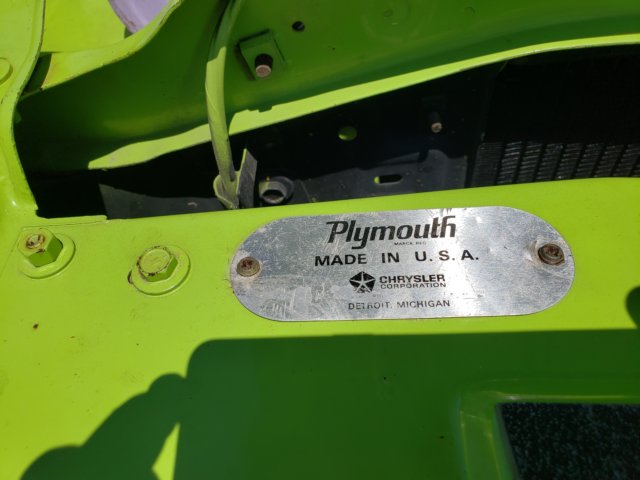 Plymouth
MARCA REG.
MADE IN U.S.A.
CHRYSLER
CORPORATION
DETROIT, MICHIGAN